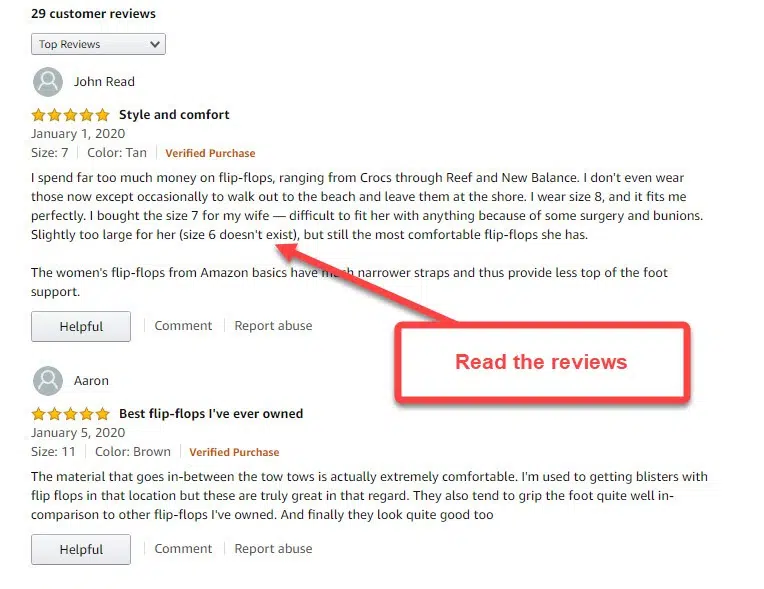 29 customer reviews
Top Reviews
John Read
Style and comfort
January 1, 2020
Size: 7 | Color: Tan | Verified Purchase
I spend far too much money on flip-flops, ranging from Crocs through Reef and New Balance. I don't even wear
those now except occasionally to walk out to the beach and leave them at the shore. I wear size 8, and it fits me
perfectly. I bought the size 7 for my wife — difficult to fit her with anything because of some surgery and bunions.
Slightly too large for her (size 6 doesn't exist), but still the most comfortable flip-flops she has.
The women's flip-flops from Amazon basics have much narrower straps and thus provide less top of the foot
support.
Helpful | Comment | Report abuse
Read the reviews
Aaron
Best flip-flops I've ever owned
January 5, 2020
Size: 11 | Color: Brown | Verified Purchase
The material that goes in-between the tow tows is actually extremely comfortable. I'm used to getting blisters with
flip flops in that location but these are truly great in that regard. They also tend to grip the foot quite well in-
comparison to other flip-flops I've owned. And finally they look quite good too
Helpful | Comment | Report abuse